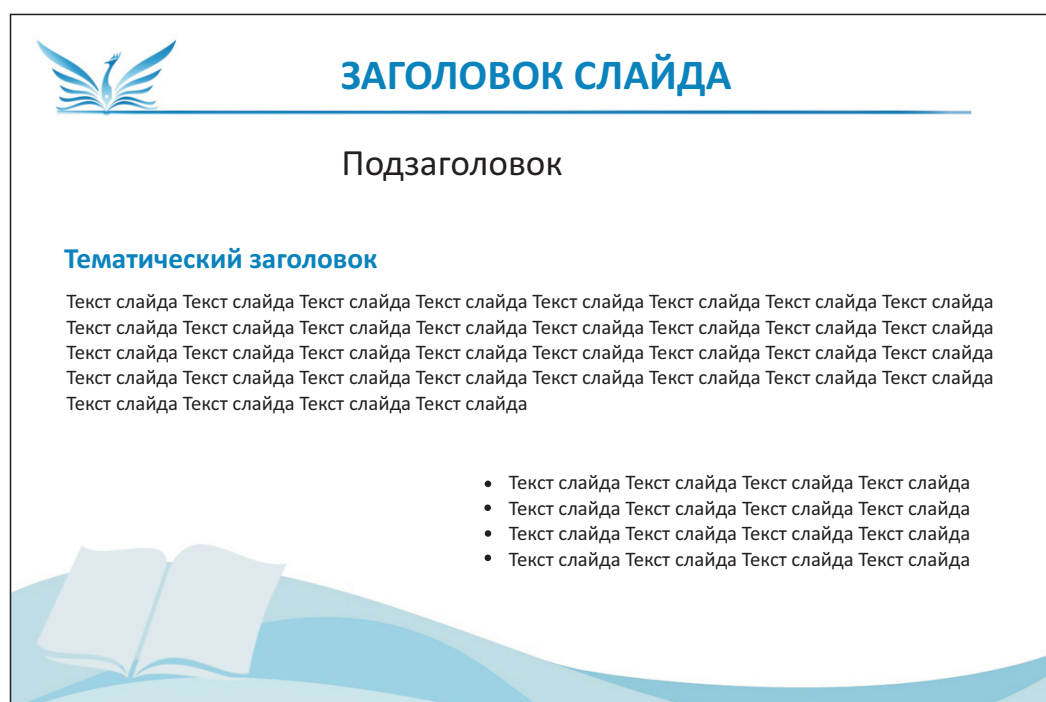 ЗАГОЛОВОК СЛАЙДА
Подзаголовок
Тематический заголовок
Текст слайда Текст слайда Текст слайда Текст слайда Текст слайда Текст слайда Текст слайда Текст слайда
Текст слайда Текст слайда Текст слайда Текст слайда Текст слайда Текст слайда Текст слайда Текст слайда
Текст слайда Текст слайда Текст слайда Текст слайда Текст слайда Текст слайда Текст слайда Текст слайда
Текст слайда Текст слайда Текст слайда Текст слайда Текст слайда Текст слайда Текст слайда Текст слайда
Текст слайда Текст слайда Текст слайда Текст слайда
• Текст слайда Текст слайда Текст слайда Текст слайда
• Текст слайда Текст слайда Текст слайда Текст слайда
• Текст слайда Текст слайда Текст слайда Текст слайда
• Текст слайда Текст слайда Текст слайда Текст слайда